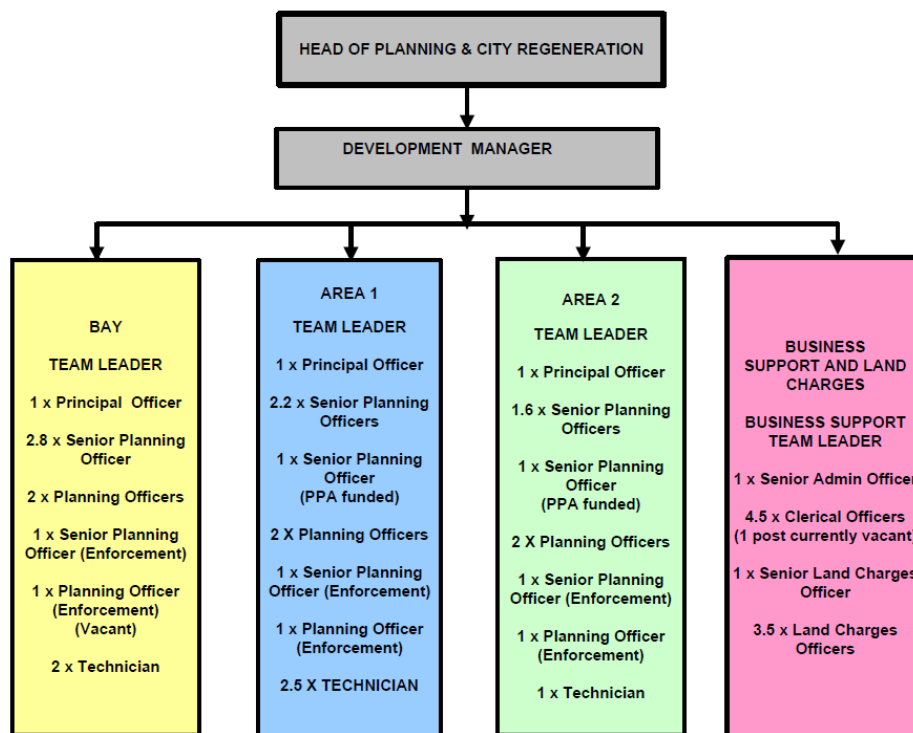 HEAD OF PLANNING & CITY REGENERATION
DEVELOPMENT MANAGER
BAY
TEAM LEADER
1 x Principal Officer
2.8 x Senior Planning
Officer
2 x Planning Officers
1 x Senior Planning
Officer (Enforcement)
1 x Planning Officer
(Enforcement)
(Vacant)
2 x Technician
AREA 1
TEAM LEADER
1 x Principal Officer
2.2 x Senior Planning
Officers
1 x Senior Planning
Officer
(PPA funded)
2 X Planning Officers
1 x Senior Planning
Officer (Enforcement)
1 x Planning Officer
(Enforcement)
2.5 X TECHNICIAN
AREA 2
TEAM LEADER
1 x Principal Officer
1.6 x Senior Planning
Officers
1 x Senior Planning
Officer
(PPA funded)
2 X Planning Officers
1 x Senior Planning
Officer (Enforcement)
1 x Planning Officer
(Enforcement)
1 x Technician
BUSINESS
SUPPORT AND LAND
CHARGES
BUSINESS SUPPORT
TEAM LEADER
1 x Senior Admin Officer
4.5 x Clerical Officers
(1 post currently vacant)
1 x Senior Land Charges
Officer
3.5 x Land Charges
Officers